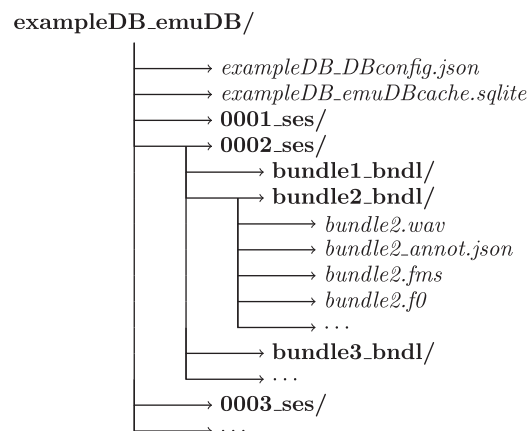 exampleDB_emuDB/
exampleDB_DBconfig.json
exampleDB_emuDBcache.sqlite
0001_ses/
0002_ses/
bundle1_bndl/
bundle2_bndl/
bundle2.wav
bundle2_annot.json
bundle2.fms
bundle2.f0
...
bundle3_bndl/
...
0003_ses/
...